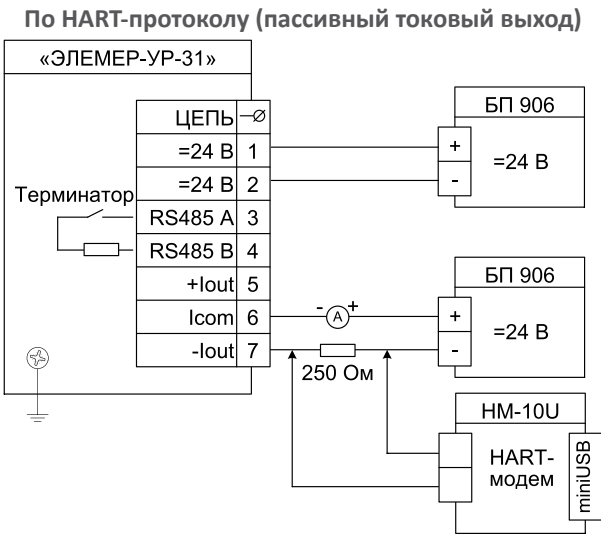 По HART-протоколу (пассивный токовый выход)
«ЭЛЕМЕР-УР-31»
ЦЕПЬ
=24 В 1
=24 В 2
Терминатор
RS485 A 3
RS485 B 4
+Iout 5
Icom 6
-Iout 7
БП 906
+
-
=24 В
- A +
250 Ом
БП 906
+
-
=24 В
HM-10U
HART-
модем
miniUSB